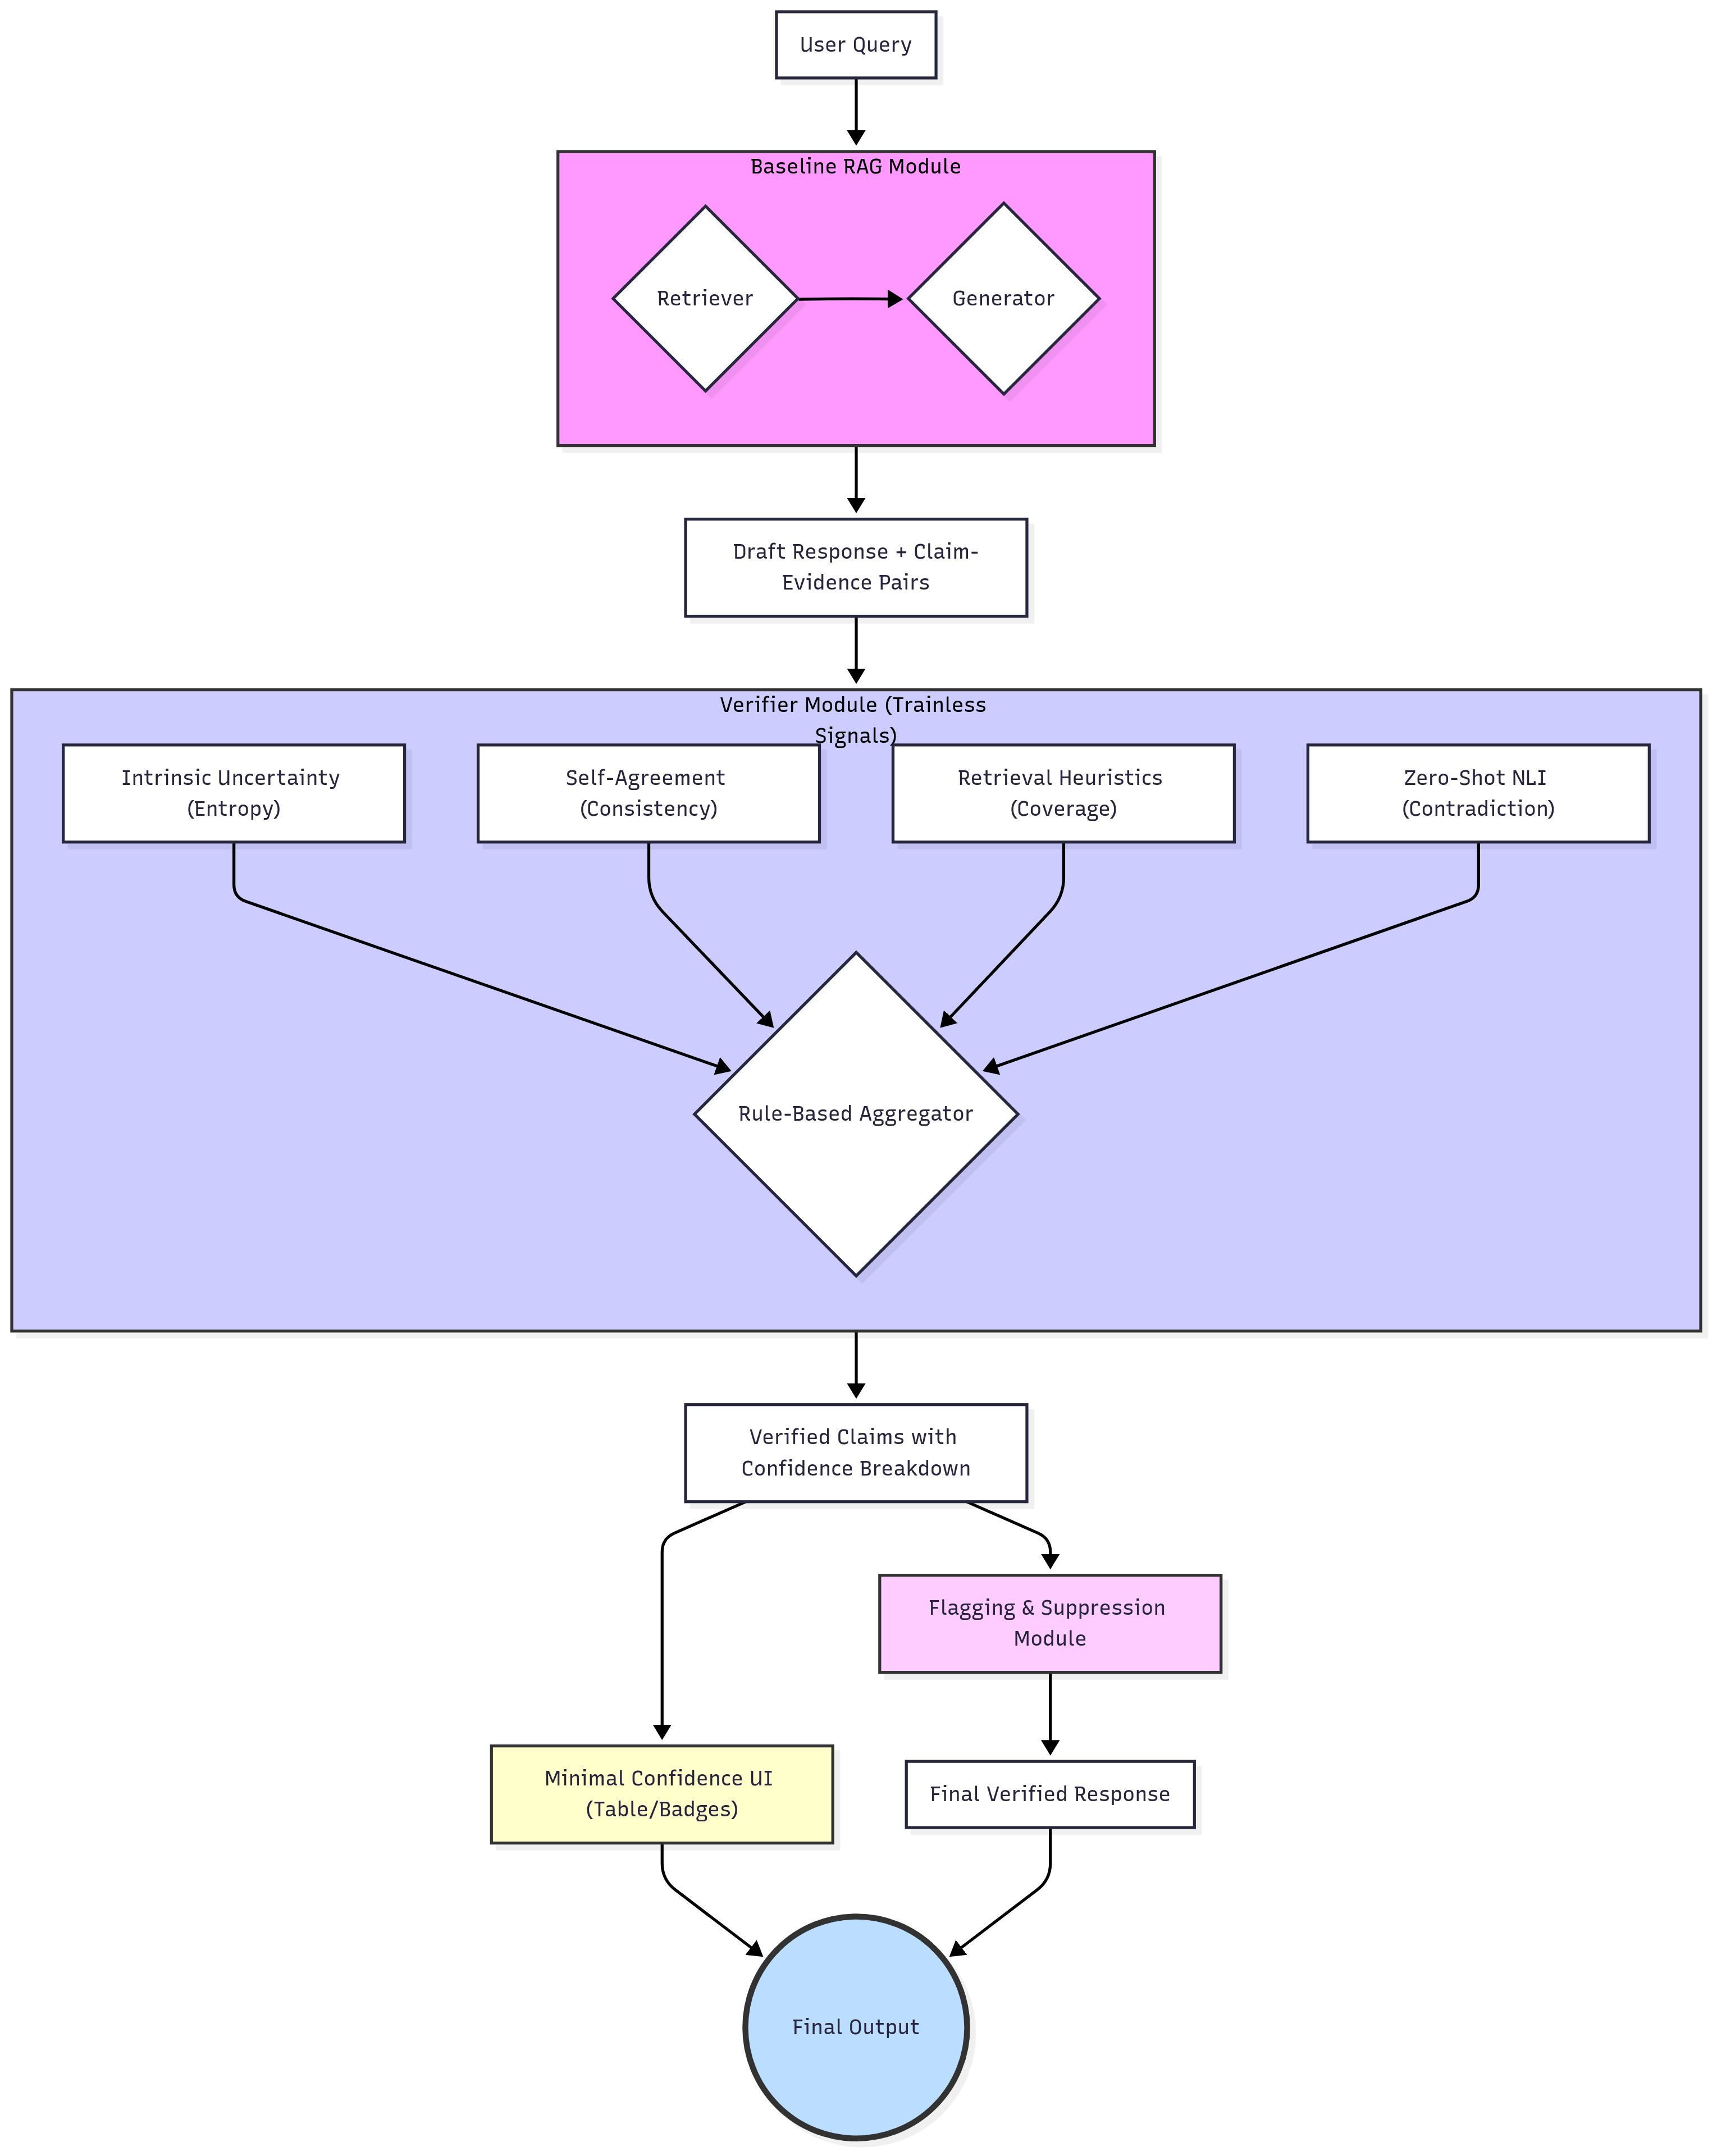 User Query
Baseline RAG Module
Retriever
Generator
Draft Response + Claim-
Evidence Pairs
Verifier Module (Trainless
Signals)
Intrinsic Uncertainty
(Entropy)
Self-Agreement
(Consistency)
Retrieval Heuristics
(Coverage)
Zero-Shot NLI
(Contradiction)
Rule-Based Aggregator
Verified Claims with
Confidence Breakdown
Flagging & Suppression
Module
Minimal Confidence UI
(Table/Badges)
Final Verified Response
Final Output